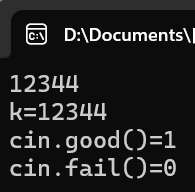 C:\
D:\Documents\
12344
k=12344
cin.good()=1
cin.fail()=0